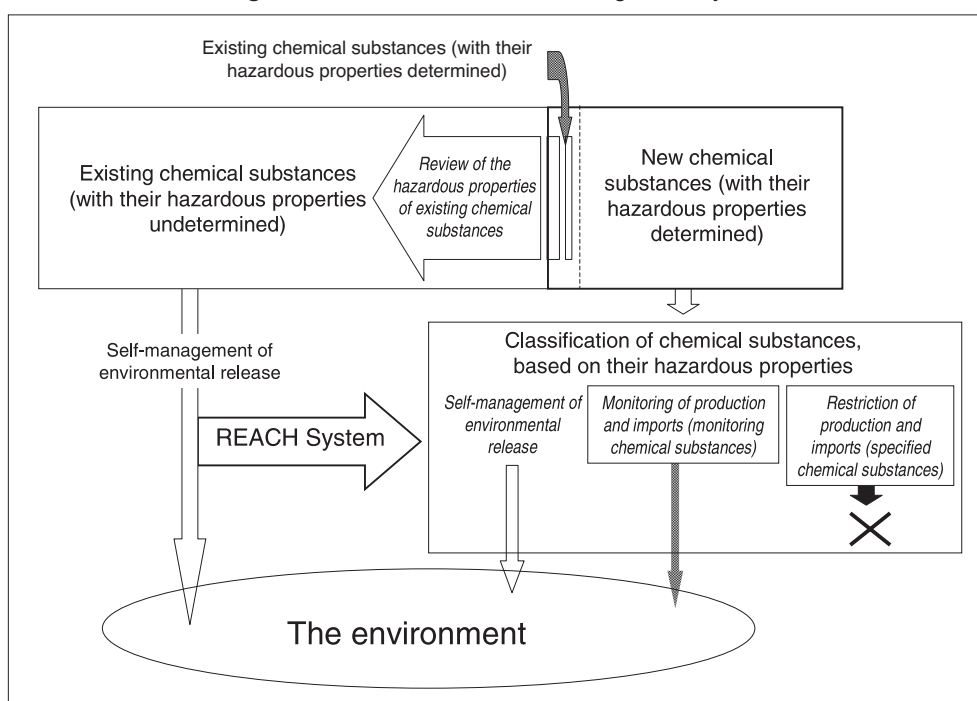 Existing chemical substances (with their
hazardous properties determined)
Existing chemical substances
(with their hazardous properties
undetermined)
Review of the
hazardous properties
of existing chemical
substances
New chemical
substances (with their
hazardous properties
determined)
Self-management of
environmental release
Classification of chemical substances,
based on their hazardous properties
REACH System
Self-management of
environmental
release
Monitoring of production
and imports (monitoring
chemical substances)
Restriction of
production and
imports (specified
chemical substances)
The environment